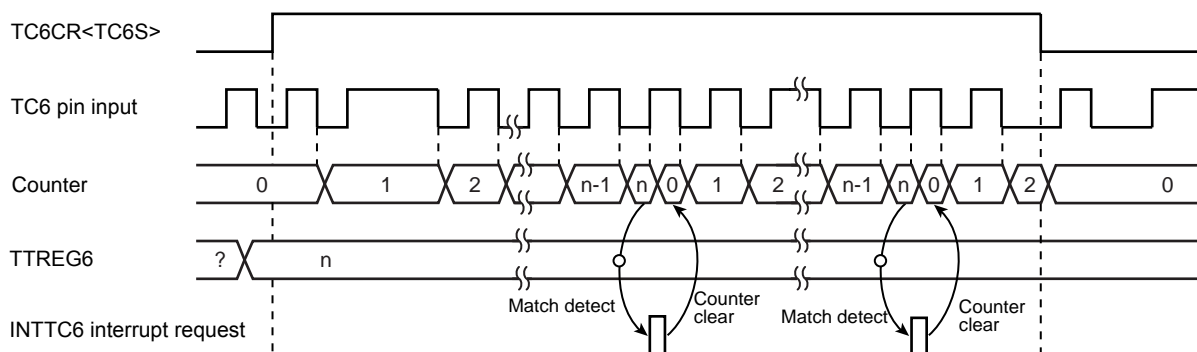 TC6CR<TC6S>
TC6 pin input
Counter 0 1 2 n-1 n 0 1 2 n-1 n 0 1 2 0
TTREG6 ? n
Match detect Counter clear Match detect Counter clear
INTTC6 interrupt request